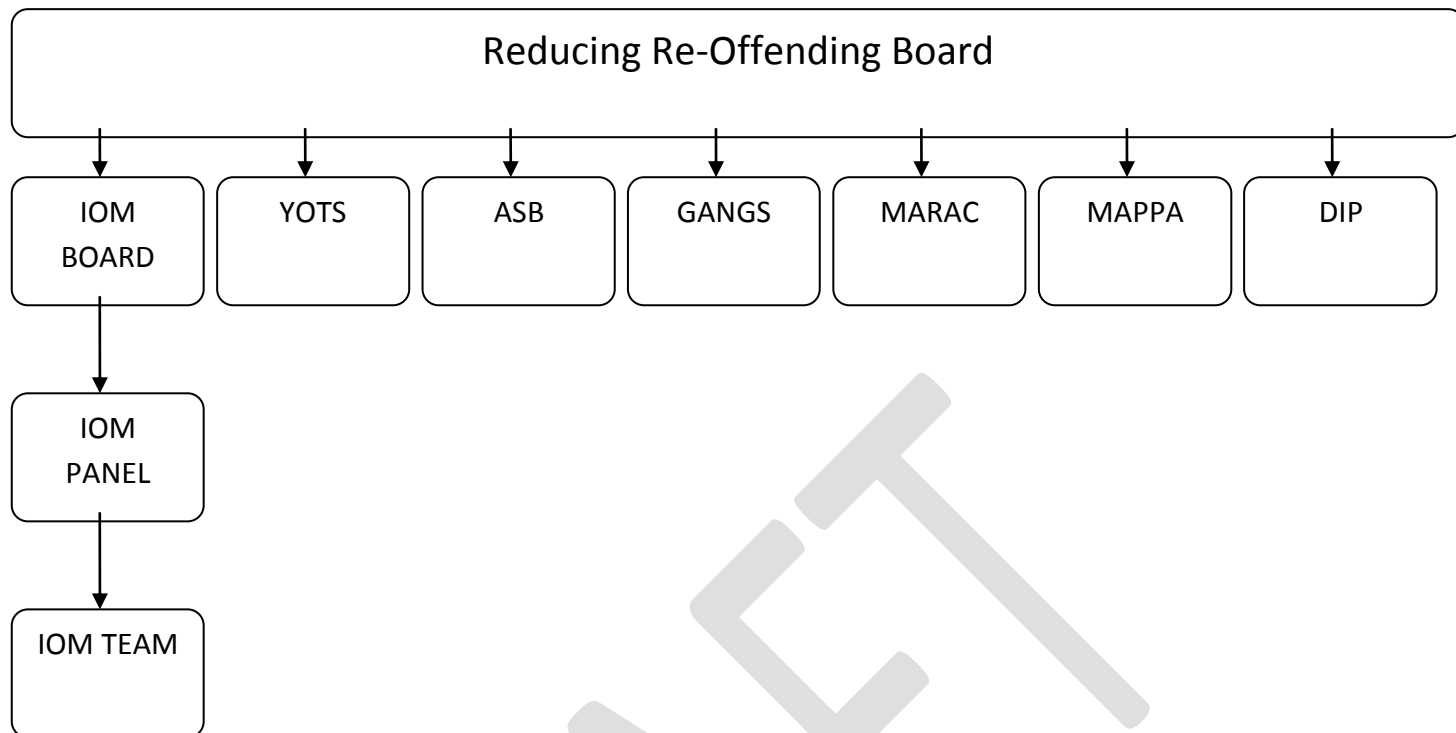 Reducing Re-Offending Board
IOM
BOARD
YOTS
ASB
GANGS
MARAC
MAPPA
DIP
IOM
PANEL
IOM TEAM